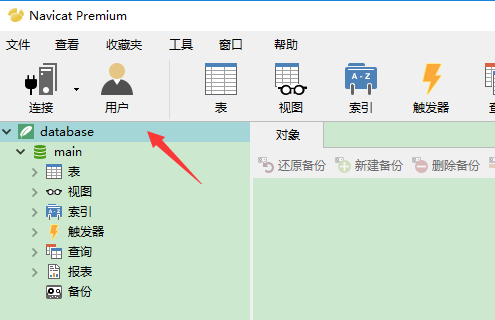 Navicat Premium
文件 查看 收藏夹 工具 窗口 帮助
A-Z
连接 用户 表 视图 索引 触发器
database 对象
main
还原备份 新建备份 删除备份
表
视图
索引
触发器
查询
报表
备份